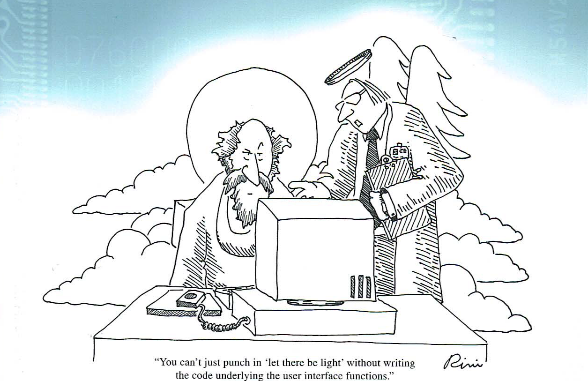 "You can't just punch in 'let there be light' without writing
the code underlying the user interface functions."
Rini